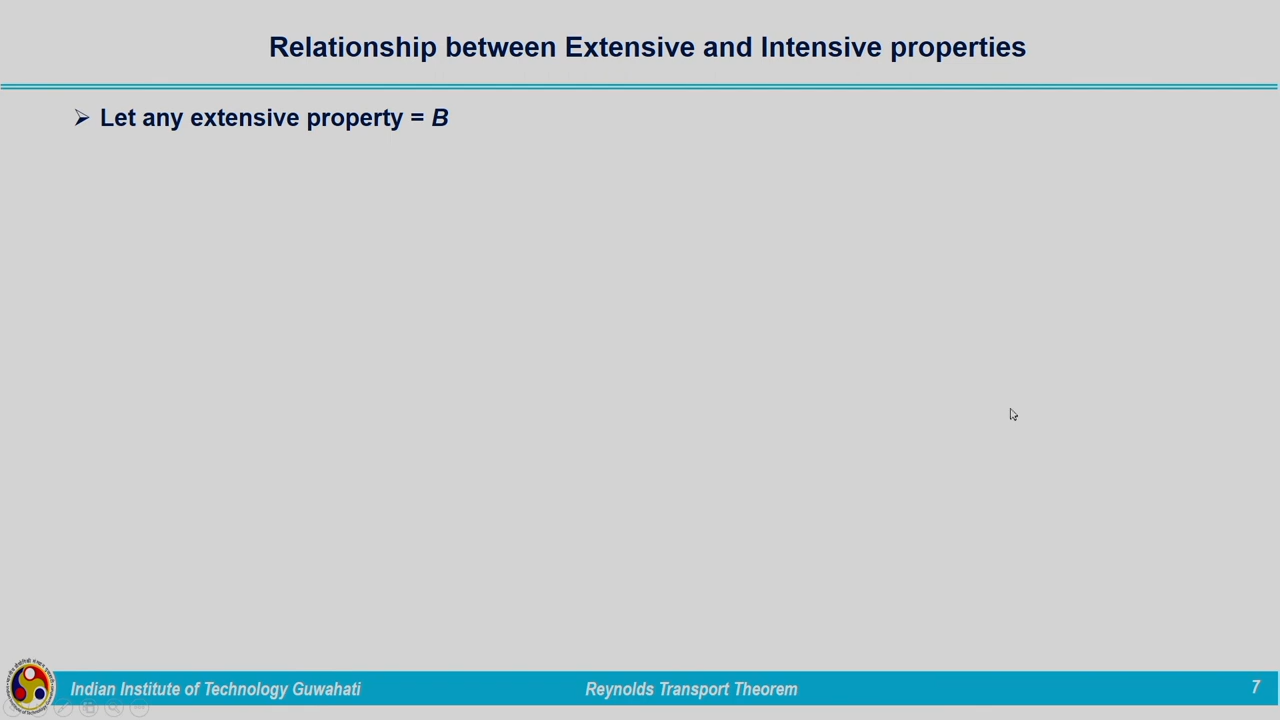 Relationship between Extensive and Intensive properties
➢ Let any extensive property = B
Indian Institute of Technology Guwahati
Reynolds Transport Theorem
7